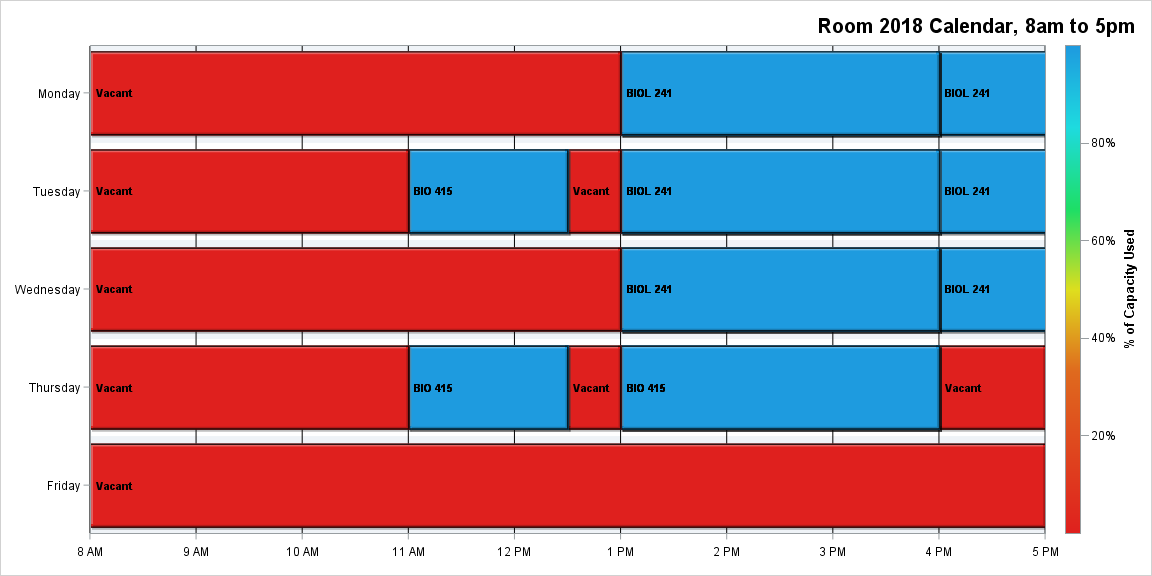 Room 2018 Calendar, 8am to 5pm
Monday
Vacant
BIOL 241
BIOL 241
Tuesday
Vacant
BIO 415
Vacant
BIOL 241
BIOL 241
Wednesday
Vacant
BIOL 241
BIOL 241
Thursday
Vacant
BIO 415
Vacant
BIO 415
Vacant
Friday
Vacant
8 AM
9 AM
10 AM
11 AM
12 PM
1 PM
2 PM
3 PM
4 PM
5 PM
80%
60%
40%
20%
% of Capacity Used